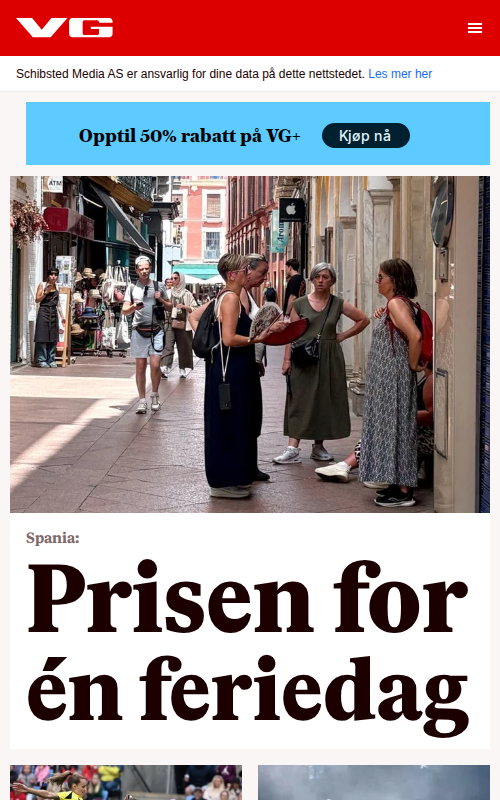 VG
Schibsted Media AS er ansvarlig for dine data på dette nettstedet. Les mer her
Opptil 50% rabatt på VG+
Kjøp nå
ATM
Spania:
Prisen for
én feriedag